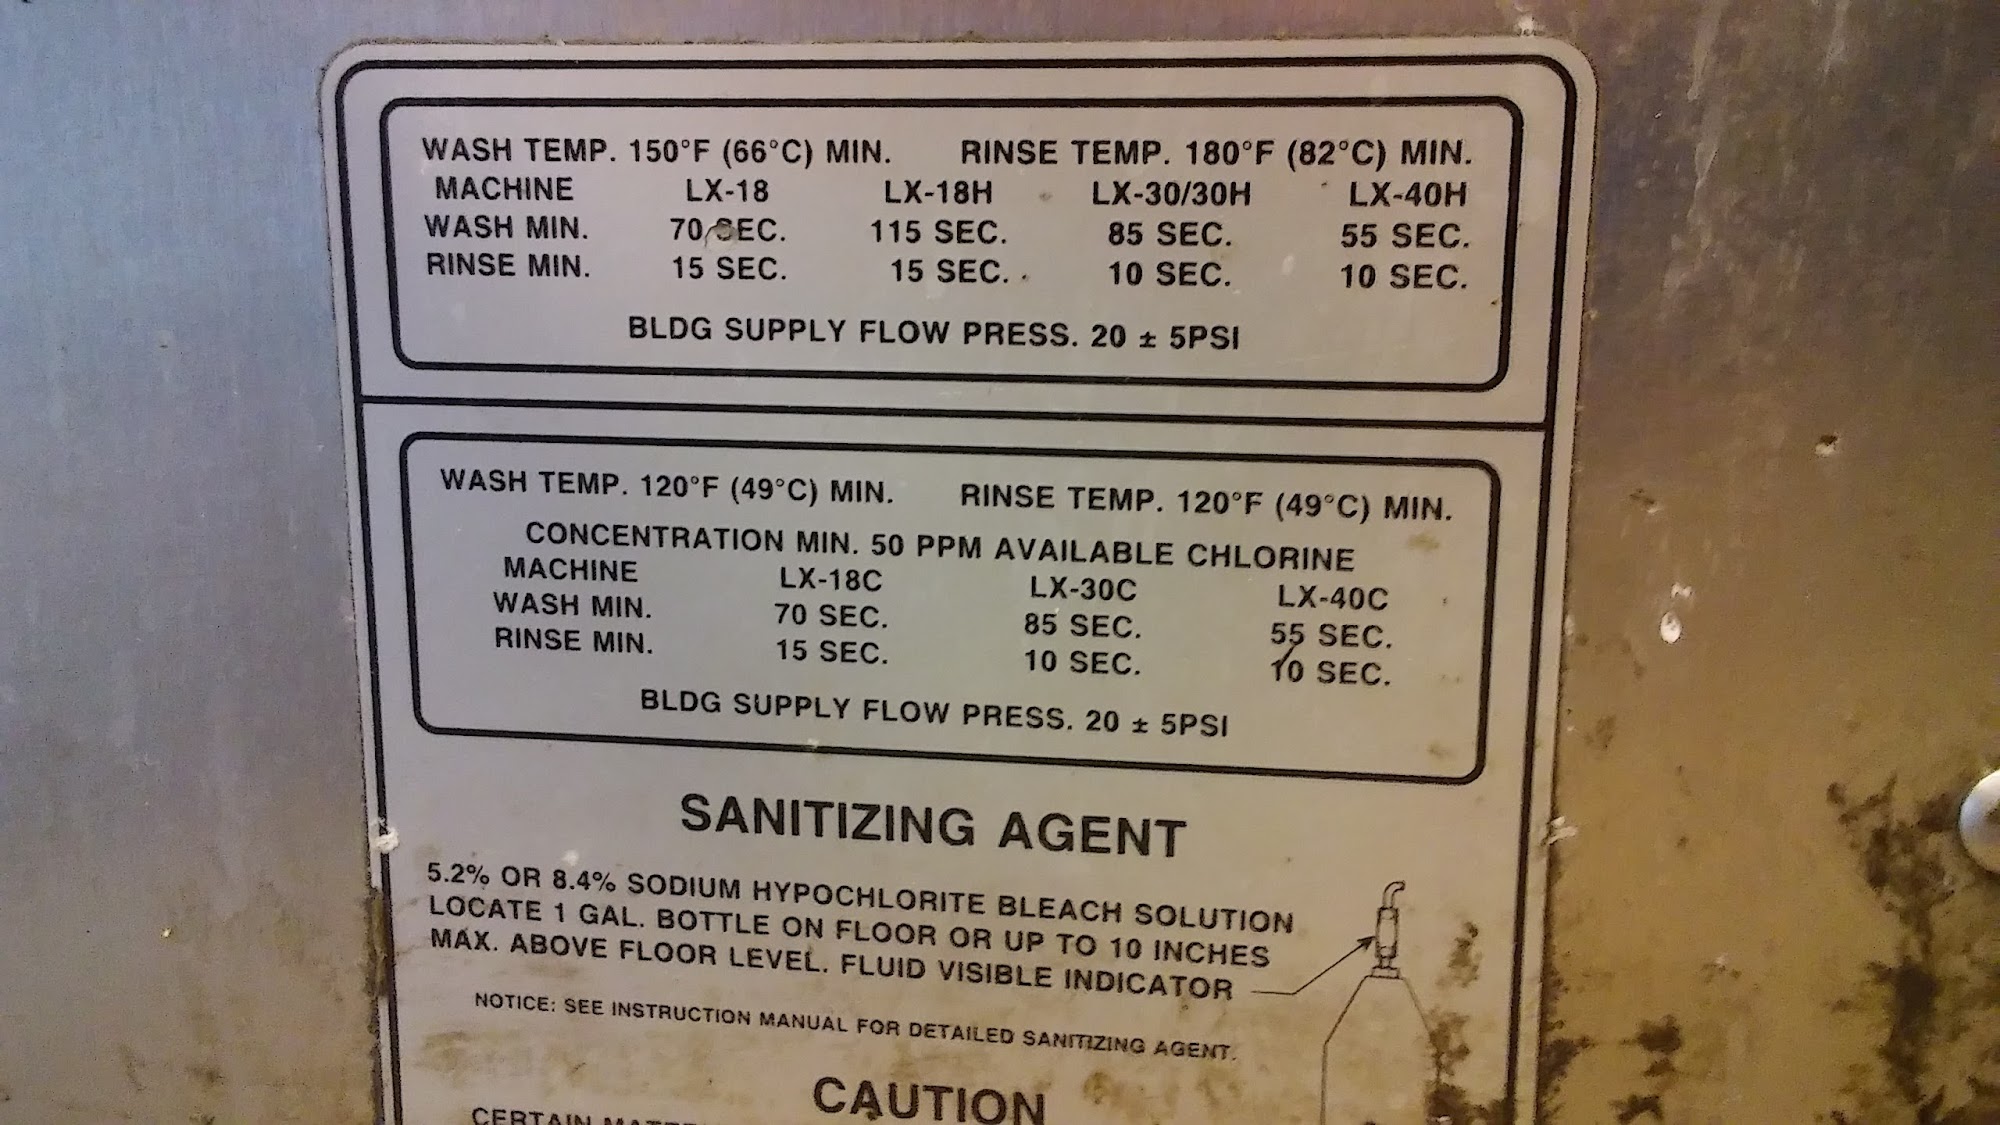 WASH TEMP. 150°F (66°C) MIN. RINSE TEMP. 180°F (82°C) MIN.
MACHINE LX-18 LX-18H LX-30/30H LX-40H
WASH MIN. 70 SEC. 115 SEC. 85 SEC. 55 SEC.
RINSE MIN. 15 SEC. 15 SEC. 10 SEC. 10 SEC.
BLDG SUPPLY FLOW PRESS. 20 ± 5PSI
WASH TEMP. 120°F (49°C) MIN. RINSE TEMP. 120°F (49°C) MIN.
CONCENTRATION MIN. 50 PPM AVAILABLE CHLORINE
MACHINE LX-18C LX-30C LX-40C
WASH MIN. 70 SEC. 85 SEC. 55 SEC.
RINSE MIN. 15 SEC. 10 SEC. 10 SEC.
BLDG SUPPLY FLOW PRESS. 20 ± 5PSI
SANITIZING AGENT
5.2% OR 8.4% SODIUM HYPOCHLORITE BLEACH SOLUTION
LOCATE 1 GAL. BOTTLE ON FLOOR OR UP TO 10 INCHES
MAX. ABOVE FLOOR LEVEL. FLUID VISIBLE INDICATOR
NOTICE: SEE INSTRUCTION MANUAL FOR DETAILED SANITIZING AGENT.
CAUTION
CERTAIN